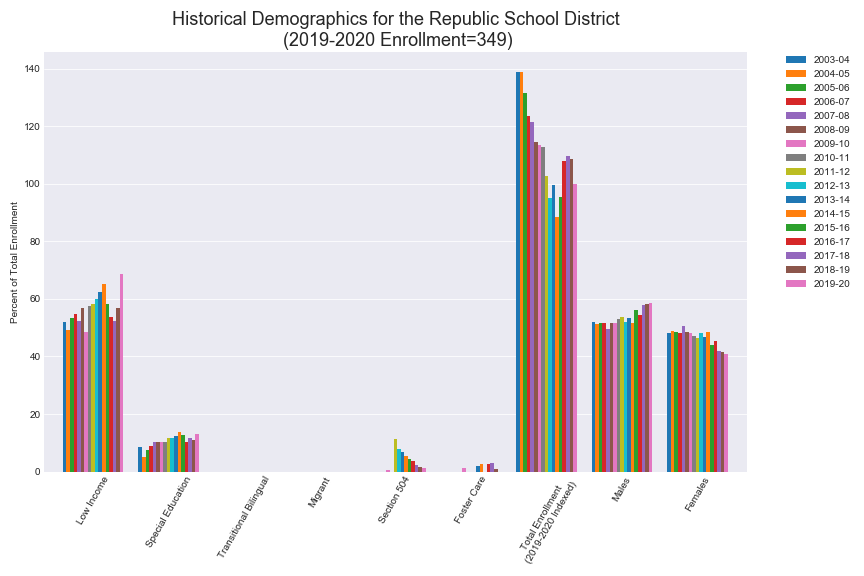 Historical Demographics for the Republic School District
(2019-2020 Enrollment=349)
Percent of Total Enrollment
140
120
100
80
60
40
20
0
Low Income
Special Education
Transitional Bilingual
Migrant
Section 504
Foster Care
Total Enrollment
(2019-2020 Indexed)
Males
Females
2003-04
2004-05
2005-06
2006-07
2007-08
2008-09
2009-10
2010-11
2011-12
2012-13
2013-14
2014-15
2015-16
2016-17
2017-18
2018-19
2019-20